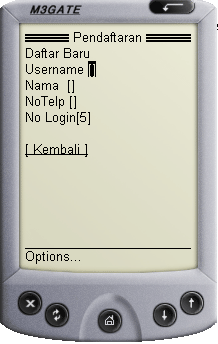 M3GATE
Pendaftaran
Daftar Baru
Username []
Nama []
NoTelp []
No Login[5]
[ Kembali ]
Options...